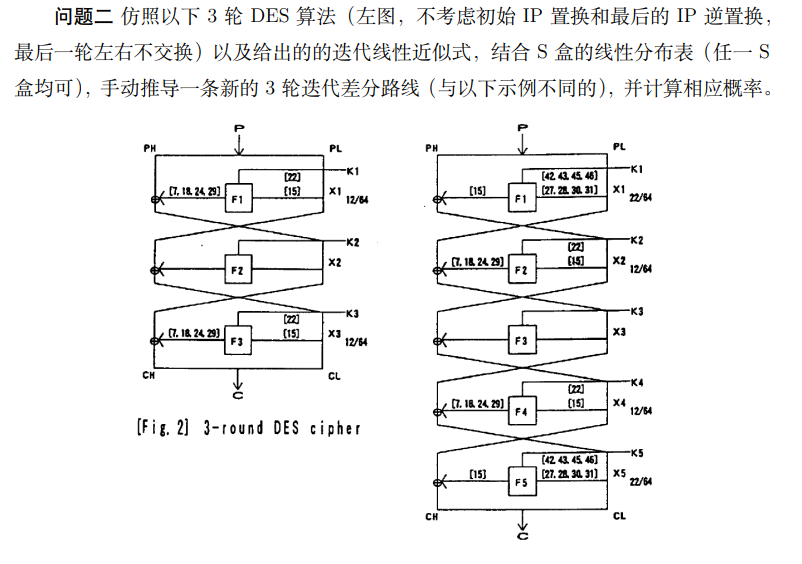 问题二 仿照以下 3 轮 DES 算法（左图，不考虑初始 IP 置换和最后的 IP 逆置换，
最后一轮左右不交换）以及给出的的迭代线性近似式，结合 S 盒的线性分布表（任一 S
盒均可），手动推导一条新的 3 轮迭代差分路线（与以下示例不同的），并计算相应概率。
P
PH PL
K1
[22]
[7, 18, 24, 29] F1 [15] X1 12/64
K2
F2 X2
K3
[22]
[7, 18, 24, 29] F3 [15] X3 12/64
CH CL
C
[Fig. 2] 3-round DES cipher
P
PH PL
K1
[42, 43, 45, 46]
[15] F1 [27, 28, 30, 31] X1 22/64
K2
[22]
[7, 18, 24, 29] F2 [15] X2 12/64
K3
F3 X3
K4
[22]
[7, 18, 24, 29] F4 [15] X4 12/64
K5
[42, 43, 45, 46]
[15] F5 [27, 28, 30, 31] X5 22/64
CH CL
C